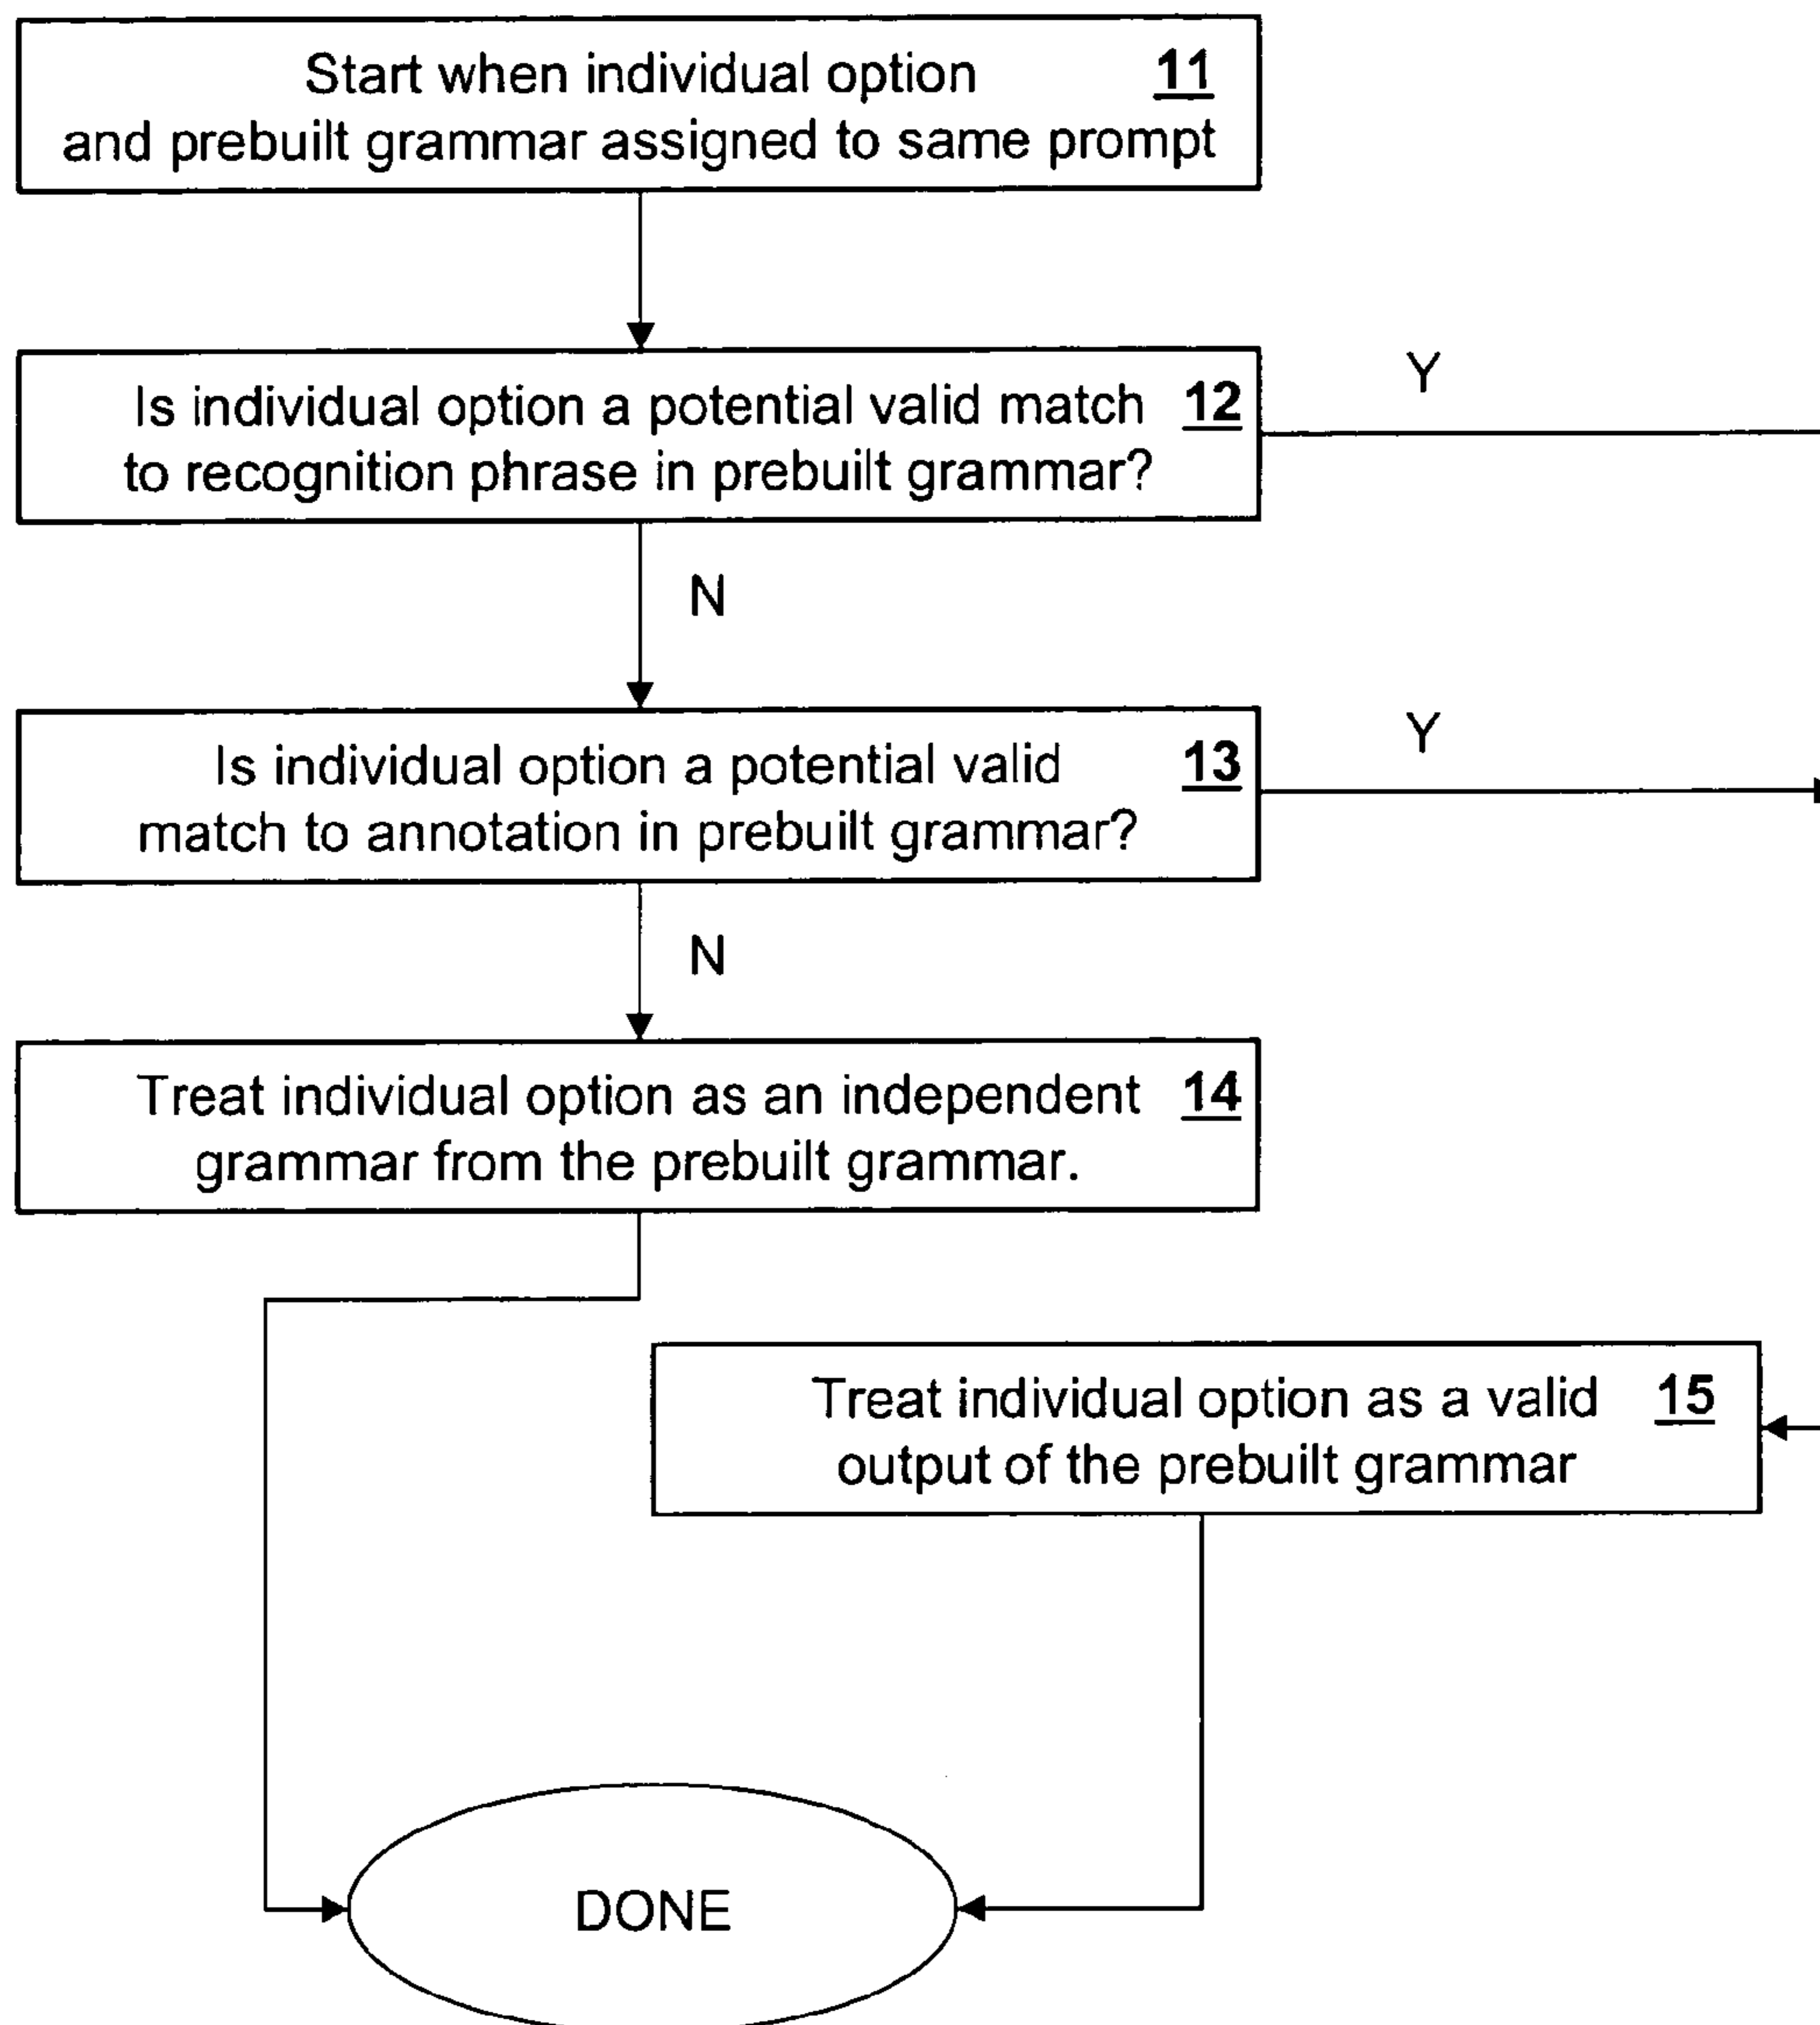 Start when individual option 11
and prebuilt grammar assigned to same prompt
Is individual option a potential valid match 12
to recognition phrase in prebuilt grammar?
Y
N
Is individual option a potential valid 13
match to annotation in prebuilt grammar?
Y
N
Treat individual option as an independent 14
grammar from the prebuilt grammar.
Treat individual option as a valid 15
output of the prebuilt grammar
DONE